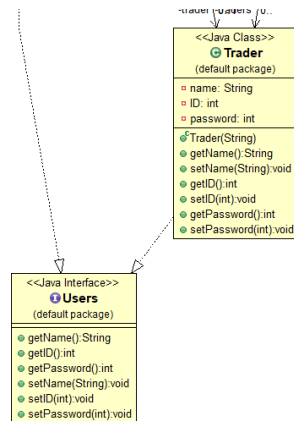 -trader -traders
<<Java Class>>
Trader
(default package)
name: String
ID: int
password: int
Trader(String)
getName():String
setName(String):void
getID():int
setID(int):void
getPassword():int
setPassword(int):void
<<Java Interface>>
Users
(default package)
getName():String
getID():int
getPassword():int
setName(String):void
setID(int):void
setPassword(int):void